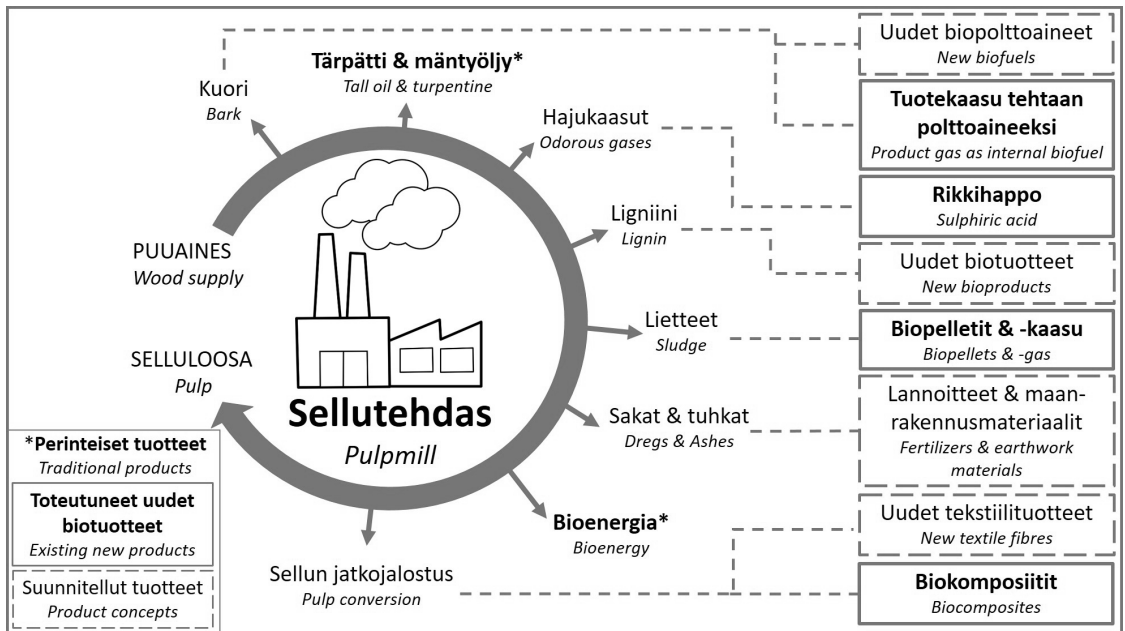 Kuori
Bark
Tärpätti & mäntyöljy*
Tall oil & turpentine
Hajukaasut
Odorous gases
Ligniini
Lignin
Lietteet
Sludge
Sakat & tuhkat
Dregs & Ashes
Bioenergia*
Bioenergy
Sellun jatkojalostus
Pulp conversion
PUUAINES
Wood supply
SELLULOOSA
Pulp
Sellutehdas
Pulpmill
Uudet biopolttoaineet
New biofuels
Tuotekaasu tehtaan
polttoaineeksi
Product gas as internal biofuel
Rikkihappo
Sulphiric acid
Uudet biotuotteet
New bioproducts
Biopelletit & -kaasu
Biopellets & -gas
Lannoitteet & maan-
rakennusmateriaalit
Fertilizers & earthwork
materials
Uudet tekstiilituotteet
New textile fibres
Biokomposiitit
Biocomposites
*Perinteiset tuotteet
Traditional products
Toteutuneet uudet
biotuotteet
Existing new products
Suunnitellut tuotteet
Product concepts